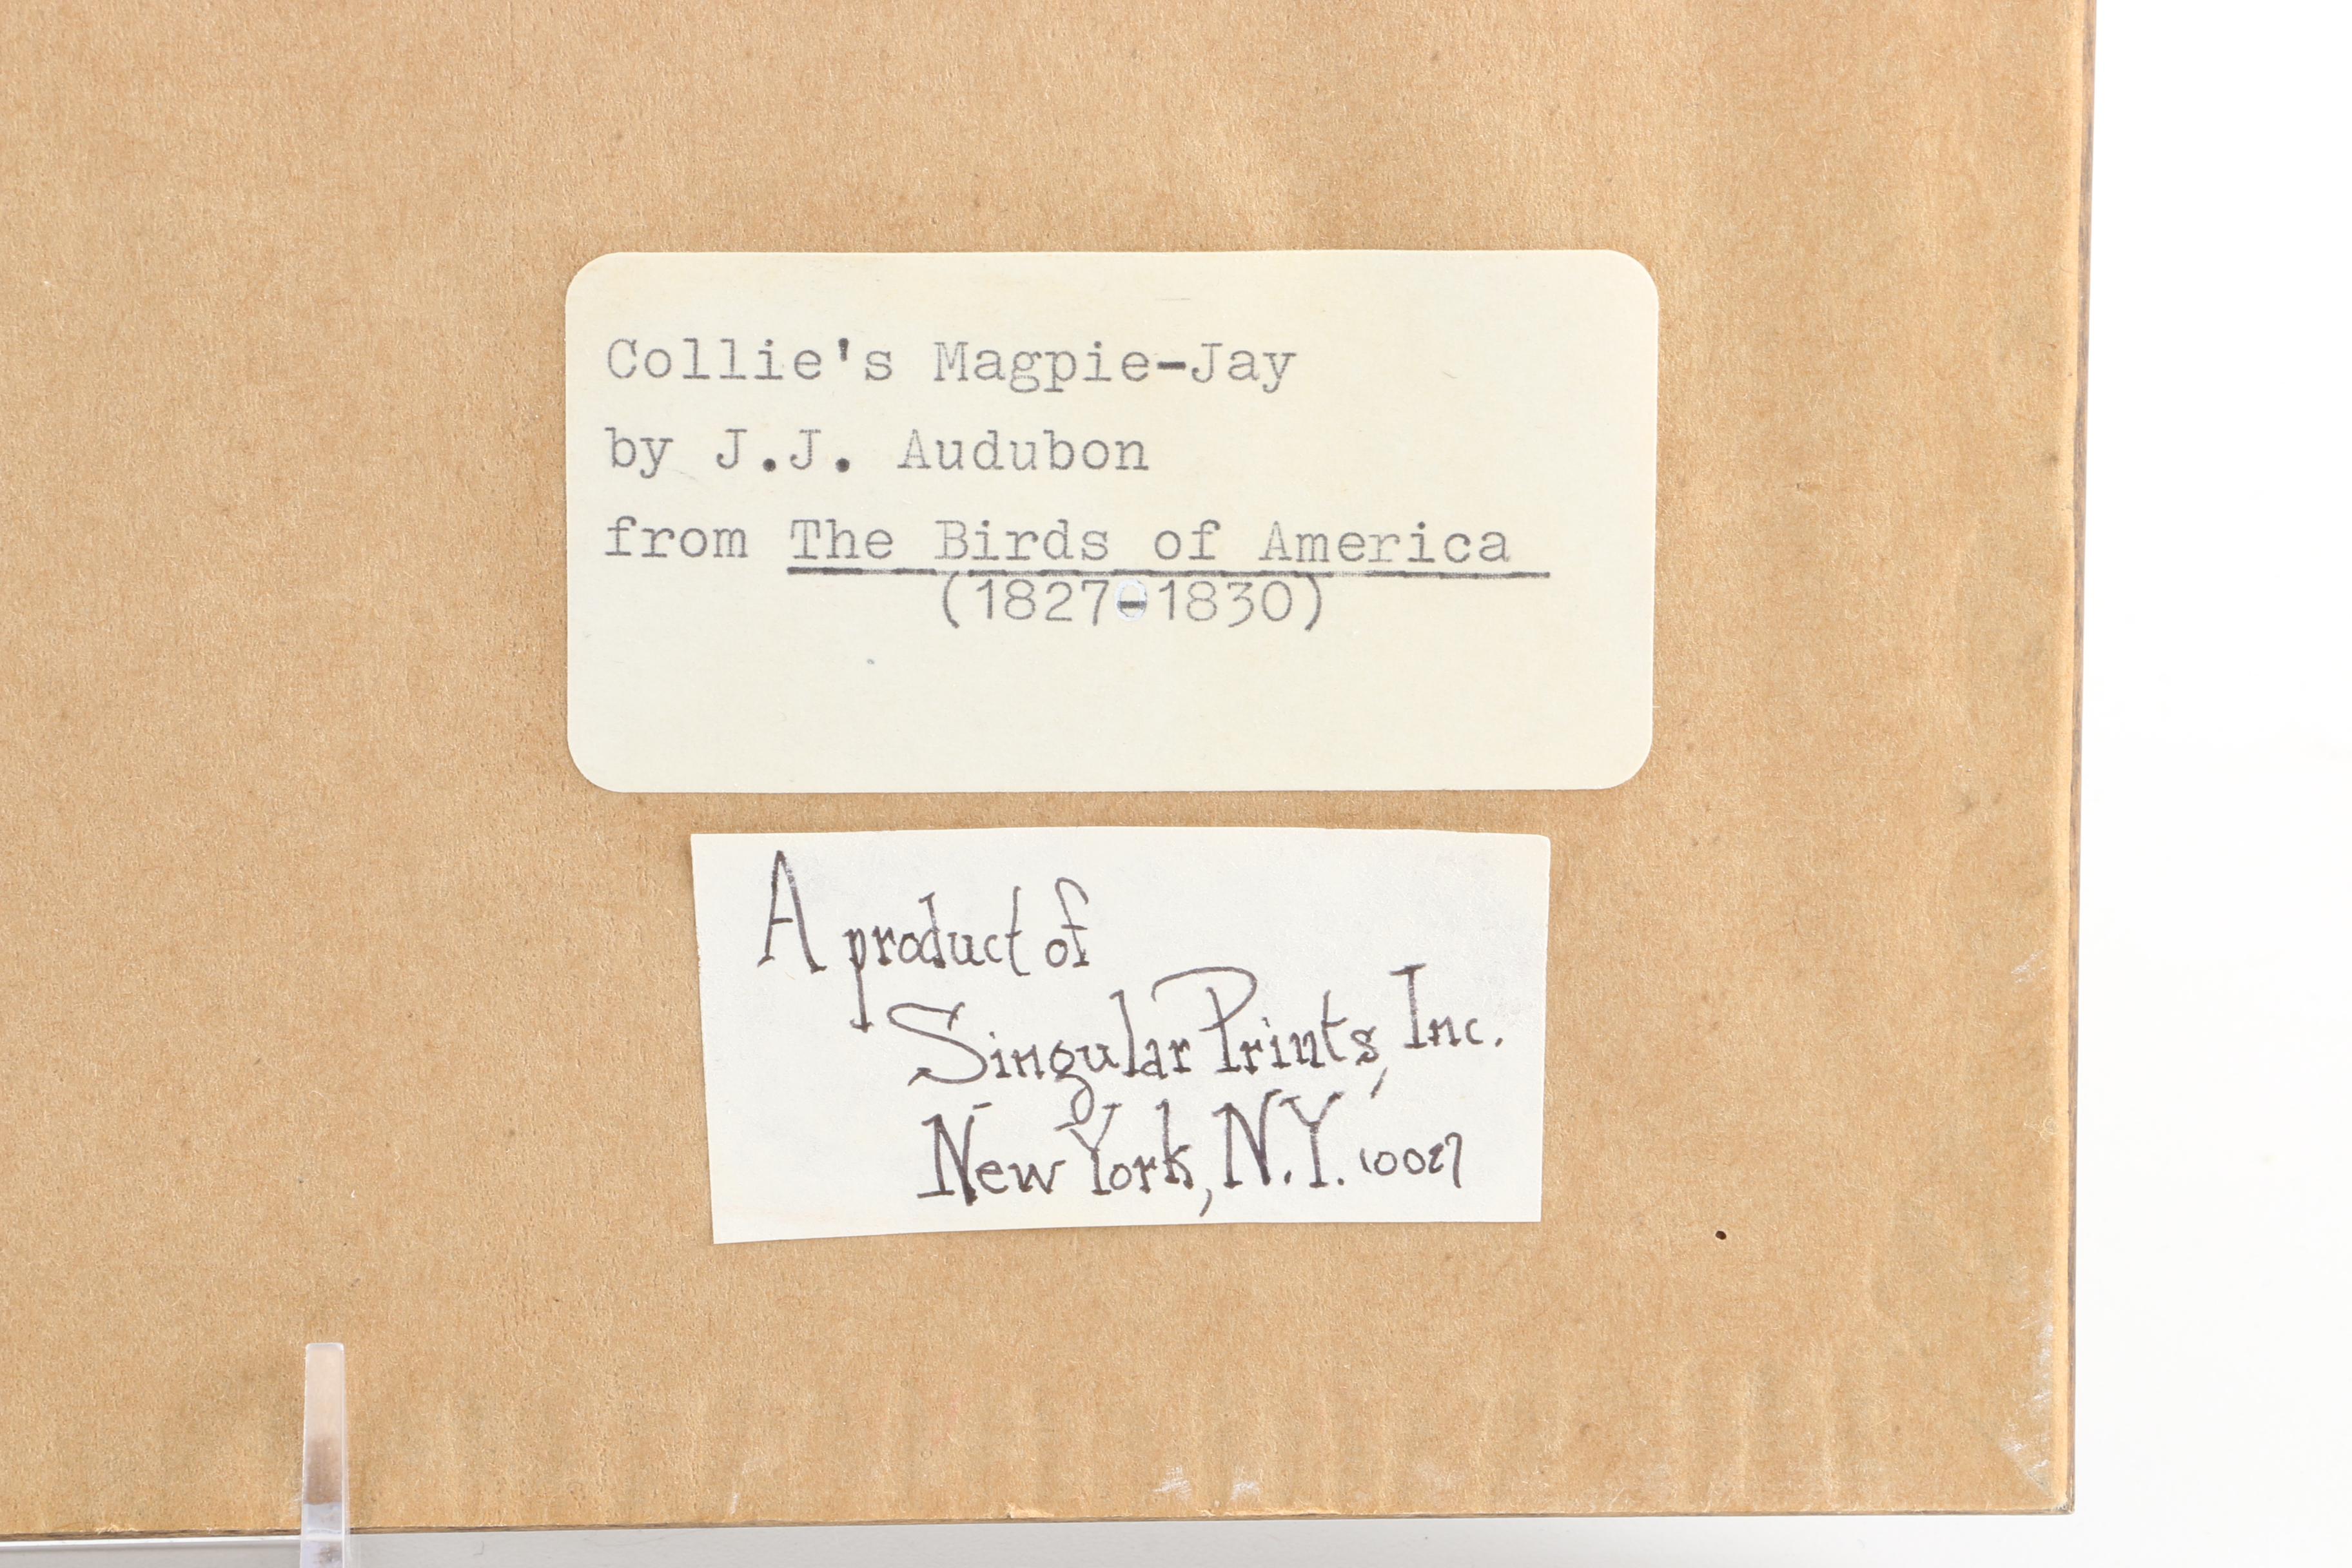 Collie's Magpie-Jay
by J.J. Audubon
from The Birds of America
(1827-1830)
A product of
Singular Prints, Inc.
New York, N.Y. 10027